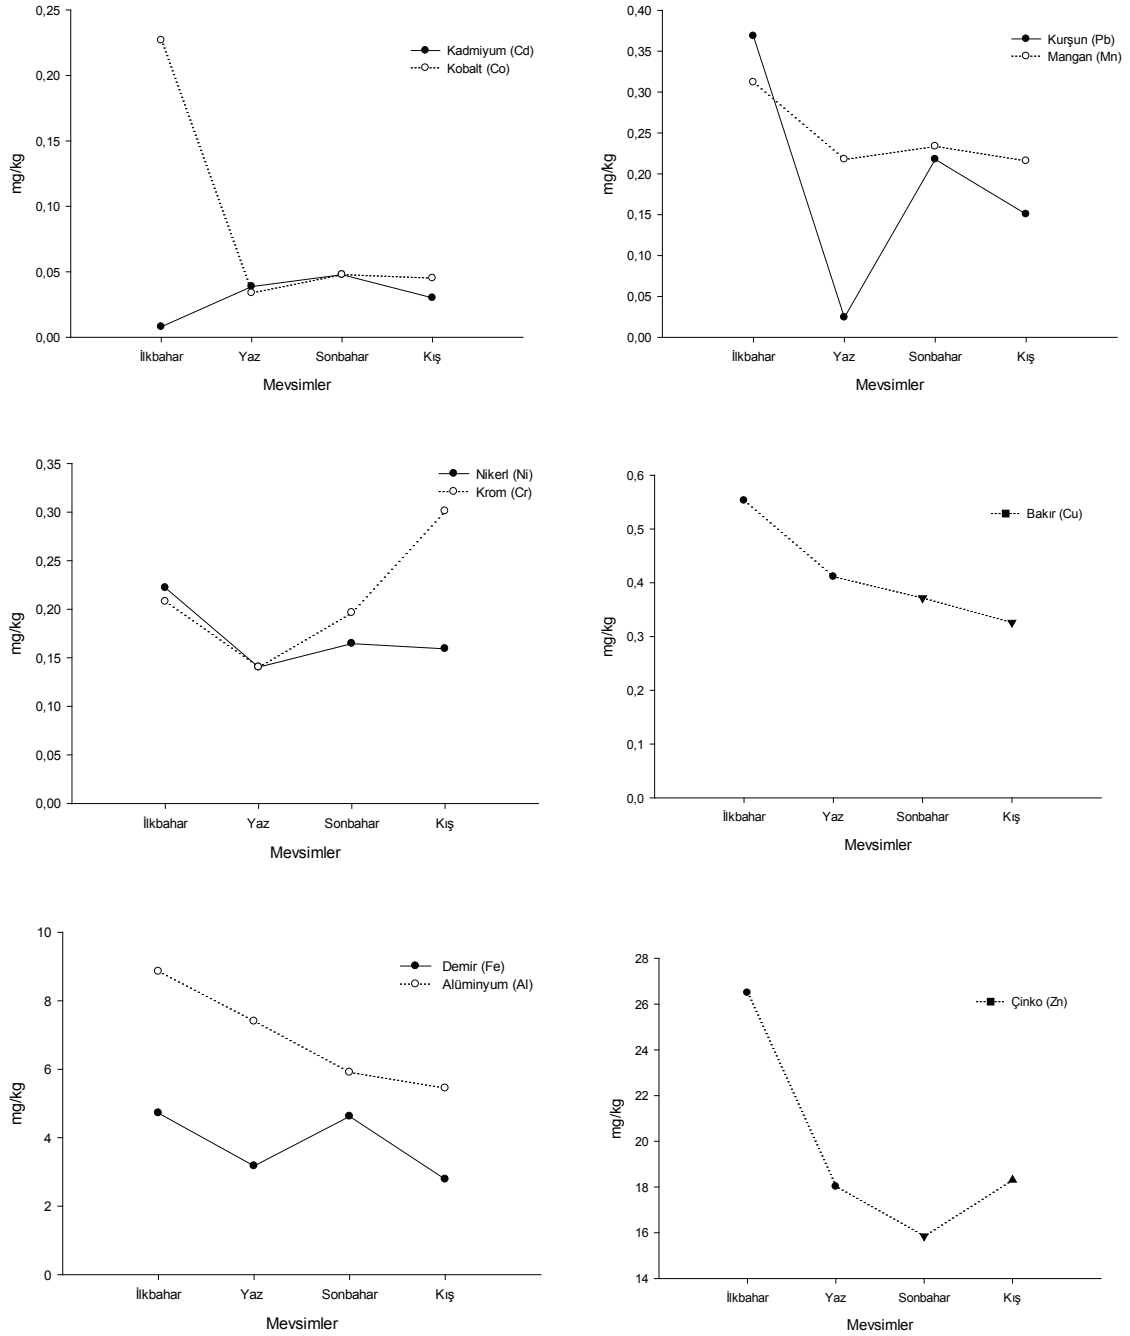 0,25
0,20
0,15
0,10
0,05
0,00
mg/kg
Kadmiyum (Cd)
Kobalt (Co)
İlkbahar Yaz Sonbahar Kış
Mevsimler
0,40
0,35
0,30
0,25
0,20
0,15
0,10
0,05
0,00
mg/kg
Kurşun (Pb)
Mangan (Mn)
İlkbahar Yaz Sonbahar Kış
Mevsimler
0,35
0,30
0,25
0,20
0,15
0,10
0,05
0,00
mg/kg
Nikerl (Ni)
Krom (Cr)
İlkbahar Yaz Sonbahar Kış
Mevsimler
0,6
0,5
0,4
0,3
0,2
0,1
0,0
mg/kg
Bakır (Cu)
İlkbahar Yaz Sonbahar Kış
Mevsimler
10
8
6
4
2
0
mg/kg
Demir (Fe)
Alüminyum (Al)
İlkbahar Yaz Sonbahar Kış
Mevsimler
28
26
24
22
20
18
16
14
mg/kg
Çinko (Zn)
İlkbahar Yaz Sonbahar Kış
Mevsimler